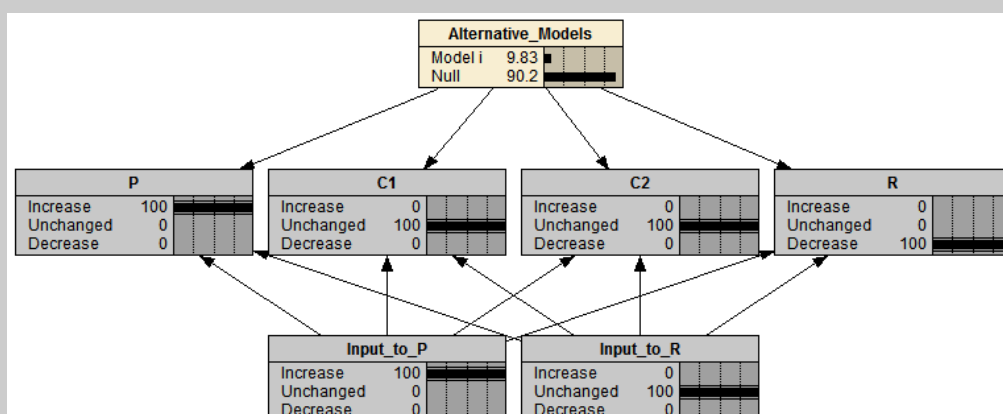 Alternative_Models
Model i 9.83
Null 90.2
P
Increase 100
Unchanged 0
Decrease 0
C1
Increase 0
Unchanged 100
Decrease 0
C2
Increase 0
Unchanged 100
Decrease 0
R
Increase 0
Unchanged 0
Decrease 100
Input_to_P
Increase 100
Unchanged 0
Decrease 0
Input_to_R
Increase 0
Unchanged 100
Decrease 0